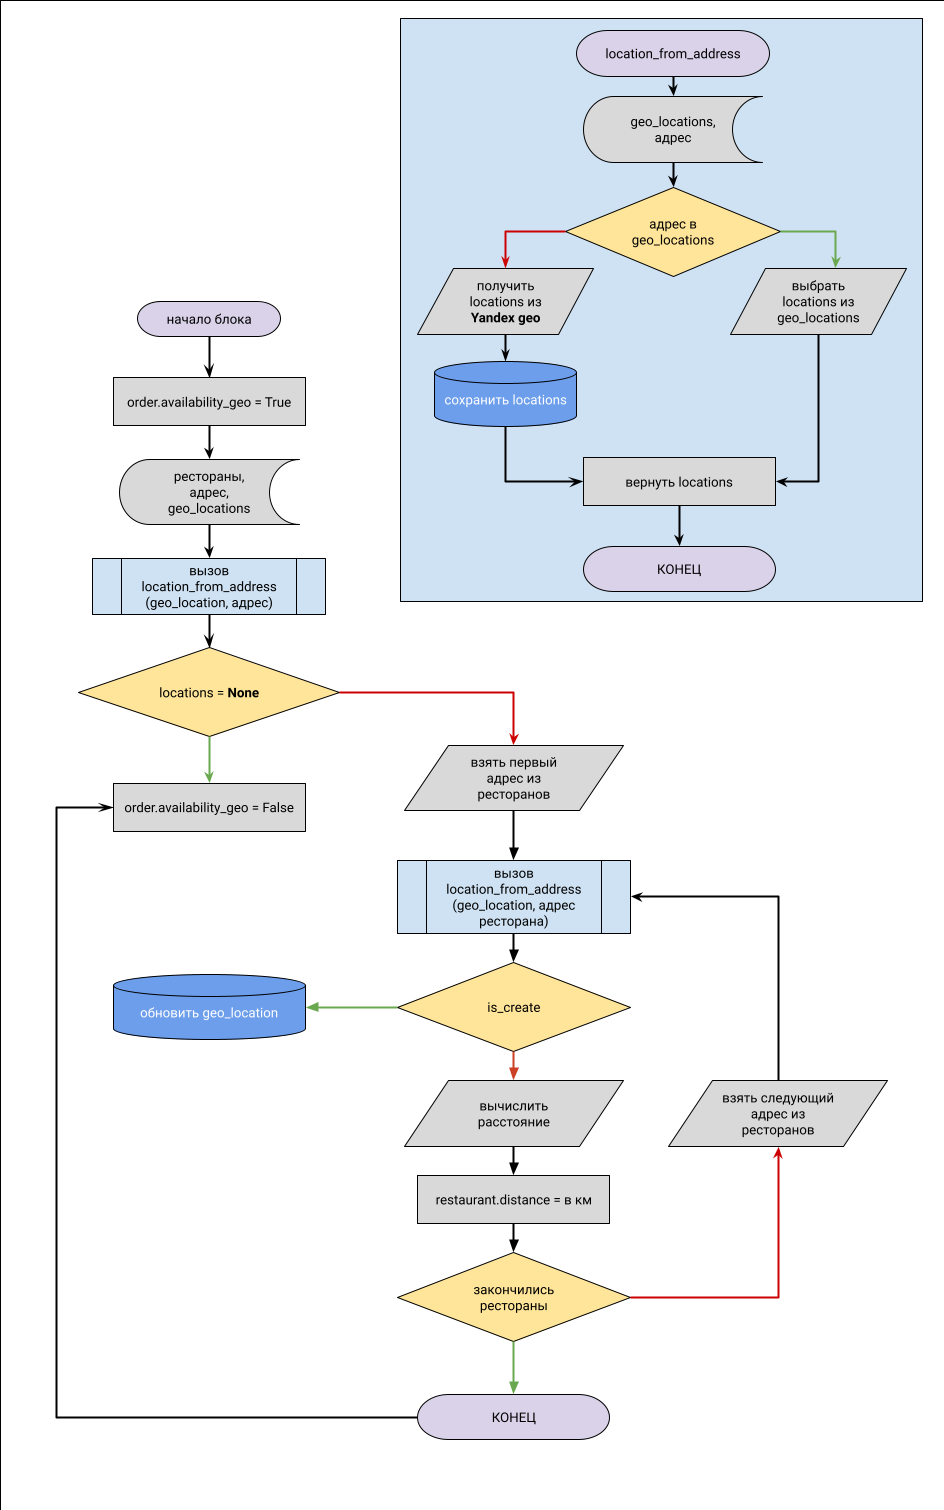 location_from_address
geo_locations,
адрес
адрес в
geo_locations
получить
locations из
Yandex geo
выбрать
locations из
geo_locations
сохранить locations
вернуть locations
КОНЕЦ
начало блока
order.availability_geo = True
рестораны,
адрес,
geo_locations
вызов
location_from_address
(geo_location, адрес)
locations = None
order.availability_geo = False
взять первый
адрес из
ресторанов
вызов
location_from_address
(geo_location, адрес
ресторана)
is_create
обновить geo_location
вычислить
расстояние
взять следующий
адрес из
ресторанов
restaurant.distance = в км
закончились
рестораны
КОНЕЦ